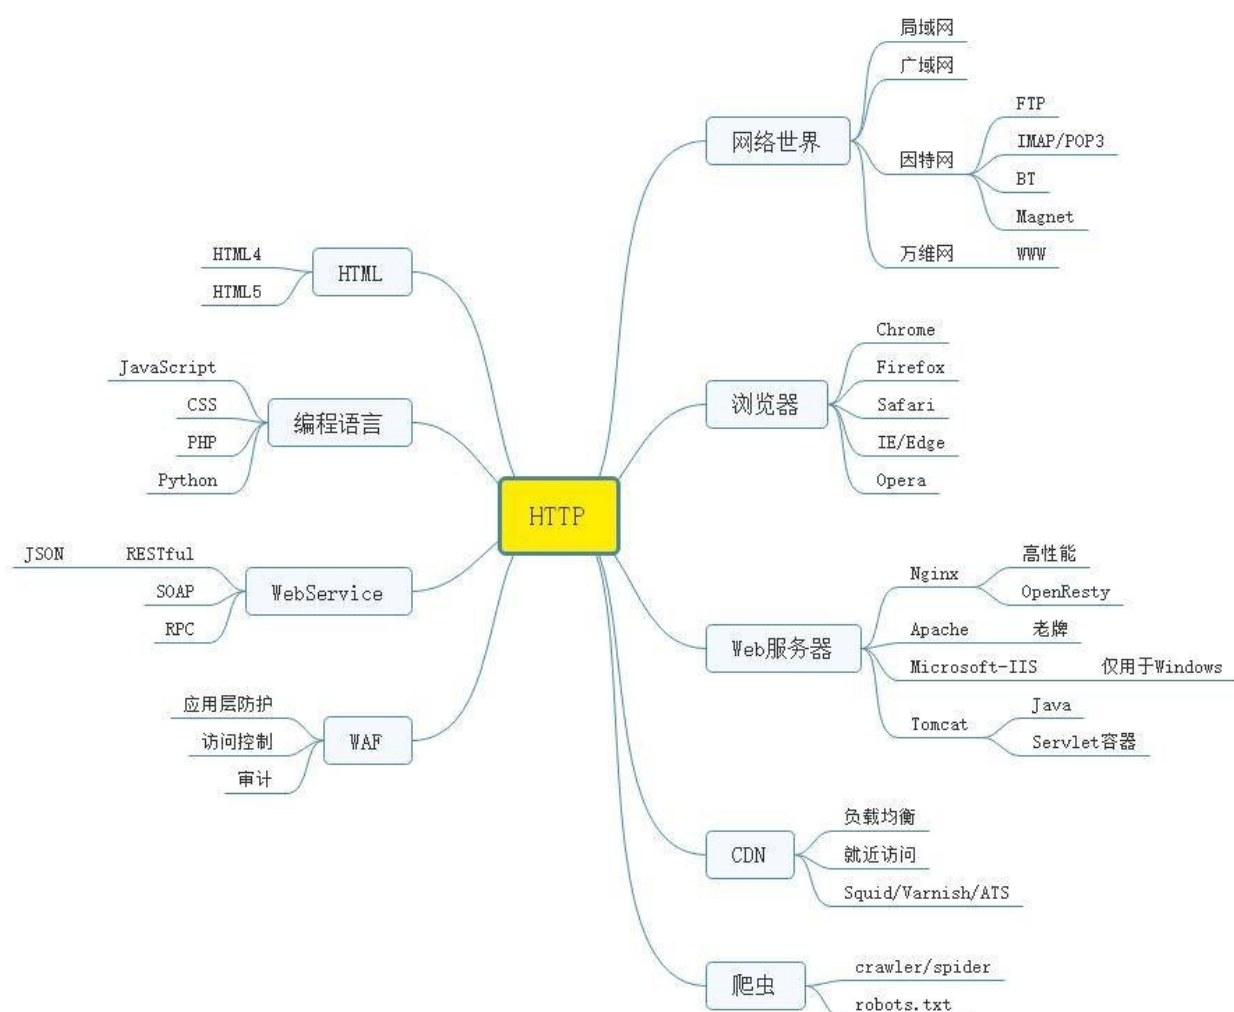 HTTP
网络世界
局域网
广域网
因特网
FTP
IMAP/POP3
BT
Magnet
万维网
WWW
浏览器
Chrome
Firefox
Safari
IE/Edge
Opera
Web服务器
Nginx
高性能
OpenResty
Apache
老牌
Microsoft-IIS
仅用于Windows
Tomcat
Java
Servlet容器
CDN
负载均衡
就近访问
Squid/Varnish/ATS
爬虫
crawler/spider
robots.txt
HTML
HTML4
HTML5
编程语言
JavaScript
CSS
PHP
Python
WebService
RESTful
JSON
SOAP
RPC
WAF
应用层防护
访问控制
审计